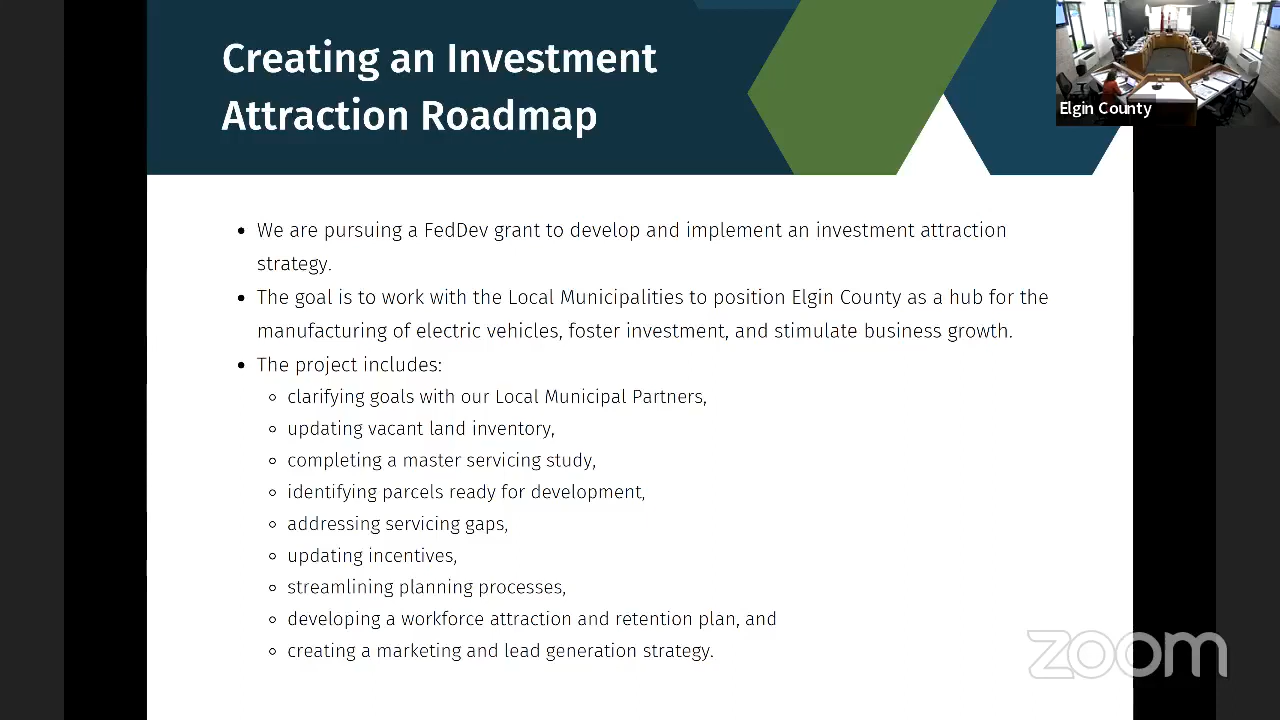 Creating an Investment
Attraction Roadmap
Elgin County
• We are pursuing a FedDev grant to develop and implement an investment attraction
strategy.
• The goal is to work with the Local Municipalities to position Elgin County as a hub for the
manufacturing of electric vehicles, foster investment, and stimulate business growth.
• The project includes:
◦ clarifying goals with our Local Municipal Partners,
◦ updating vacant land inventory,
◦ completing a master servicing study,
◦ identifying parcels ready for development,
◦ addressing servicing gaps,
◦ updating incentives,
◦ streamlining planning processes,
◦ developing a workforce attraction and retention plan, and
◦ creating a marketing and lead generation strategy.
zoom